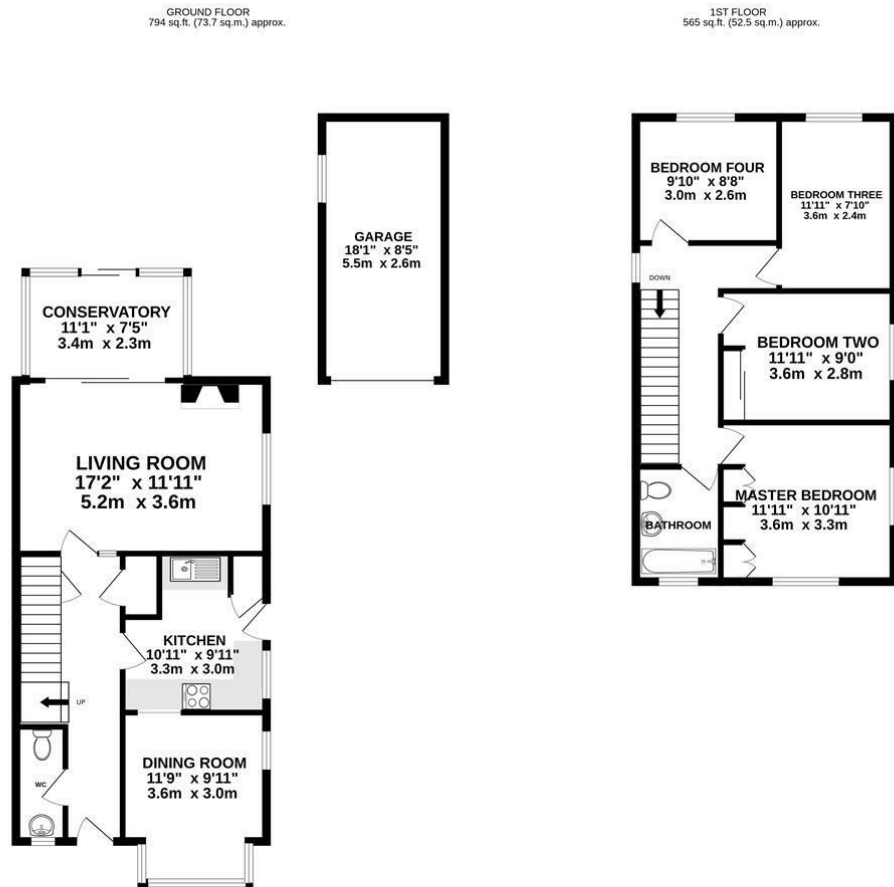 GROUND FLOOR
794 sq.ft. (73.7 sq.m.) approx.
1ST FLOOR
565 sq.ft. (52.5 sq.m.) approx.
GARAGE
18'1" x 8'5"
5.5m x 2.6m
CONSERVATORY
11'1" x 7'5"
3.4m x 2.3m
LIVING ROOM
17'2" x 11'11"
5.2m x 3.6m
KITCHEN
10'11" x 9'11"
3.3m x 3.0m
UP
WC
DINING ROOM
11'9" x 9'11"
3.6m x 3.0m
BEDROOM FOUR
9'10" x 8'8"
3.0m x 2.6m
BEDROOM THREE
11'11" x 7'10"
3.6m x 2.4m
DOWN
BEDROOM TWO
11'11" x 9'0"
3.6m x 2.8m
MASTER BEDROOM
11'11" x 10'11"
3.6m x 3.3m
BATHROOM